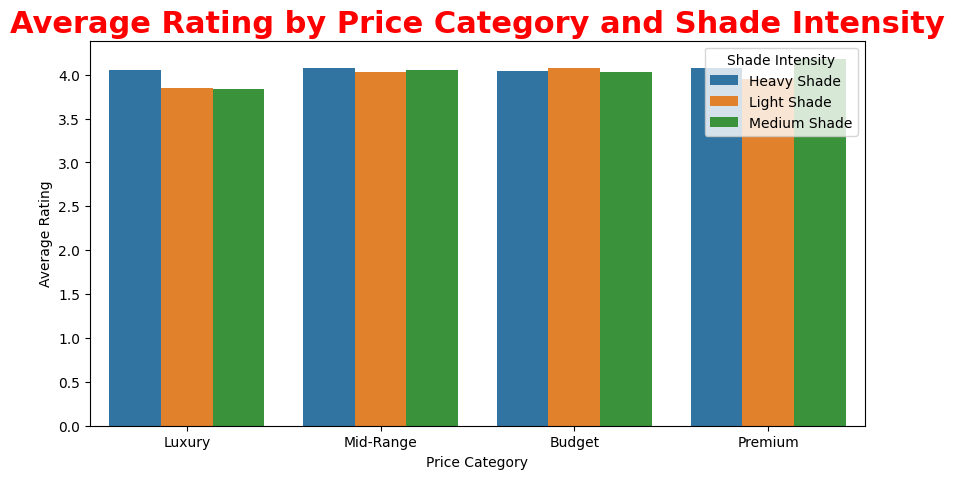 Average Rating by Price Category and Shade Intensity
Shade Intensity
Heavy Shade
Light Shade
Medium Shade
4.0
3.5
3.0
2.5
2.0
1.5
1.0
0.5
0.0
Average Rating
Luxury
Mid-Range
Budget
Premium
Price Category